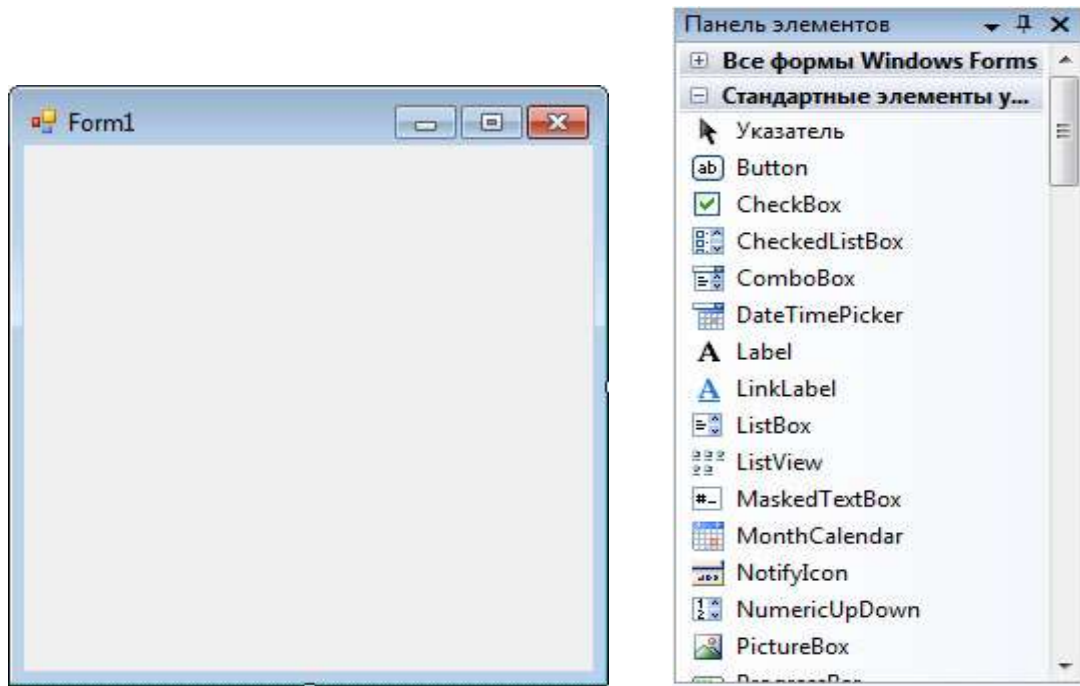 Form1
Панель элементов
Все формы Windows Forms
Стандартные элементы у...
Указатель
Button
CheckBox
CheckedListBox
ComboBox
DateTimePicker
Label
LinkLabel
ListBox
ListView
MaskedTextBox
MonthCalendar
NotifyIcon
NumericUpDown
PictureBox
ProgressBar